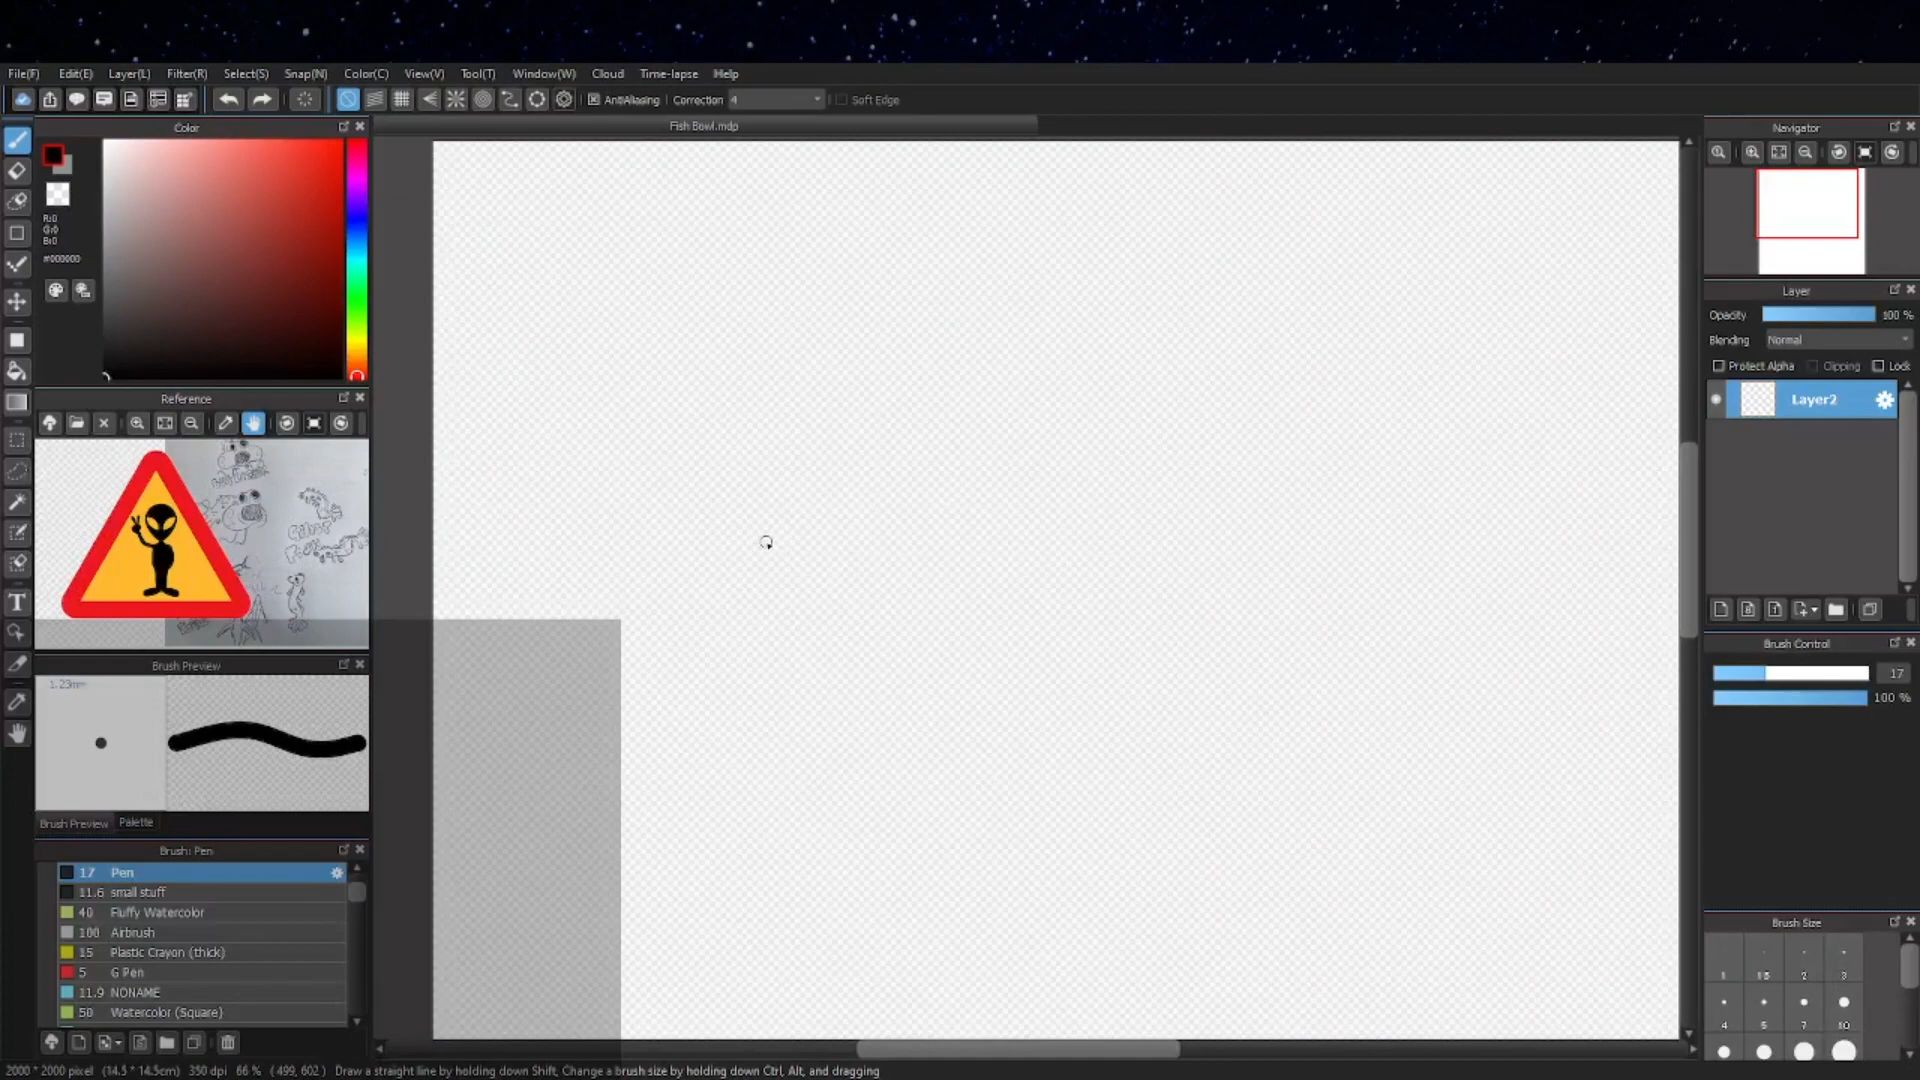 File(F) Edit(E) Layer(L) Filter(R) Select(S) Snap(N) Color(C) View(V) Tool(T) Window(W) Cloud Time-lapse Help
AntiAliasing Correction 4 Soft Edge
Color
Fish Bowl.mdp
Navigator
R:0
G:0
B:0
#000000
Layer
Opacity 100 %
Blending Normal
Protect Alpha Clipping Lock
Layer2
Reference
Brush Control
17
100 %
Brush Preview
1.23mm
Brush Preview Palette
Brush: Pen
17 Pen
11.6 small stuff
40 Fluffy Watercolor
100 Airbrush
15 Plastic Crayon (thick)
5 G Pen
11.9 NONAME
50 Watercolor (Square)
Brush Size
1 1.5 2 3
4 5 7 10
2000 * 2000 pixel (14.5 * 14.5cm) 350 dpi 66 % ( 499, 602 ) Draw a straight line by holding down Shift, Change a brush size by holding down Ctrl, Alt, and dragging